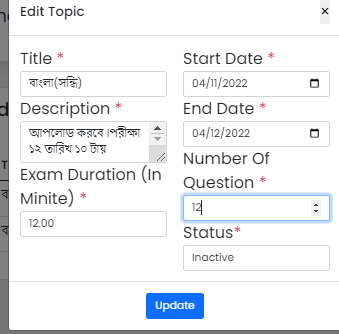 Edit Topic
×
Title *
বাংলা(সন্ধি)
Start Date *
04/11/2022
Description *
আপলোড করবে।পরীক্ষা
১২ তারিখ ১০ টায়
End Date *
04/12/2022
Exam Duration (In
Minite) *
12.00
Number Of
Question *
12
Status*
Inactive
Update